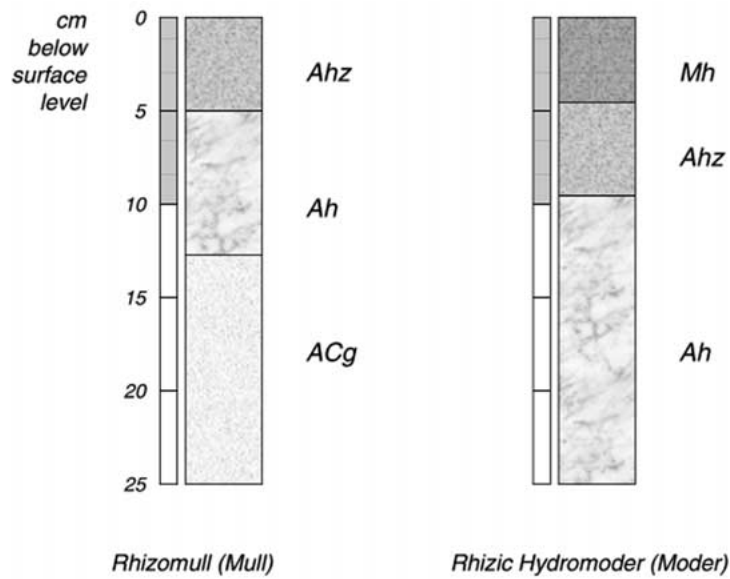 cm
below
surface
level
0
5
10
15
20
25
Ahz
Ah
ACg
Mh
Ahz
Ah
Rhizomull (Mull)
Rhizic Hydromoder (Moder)